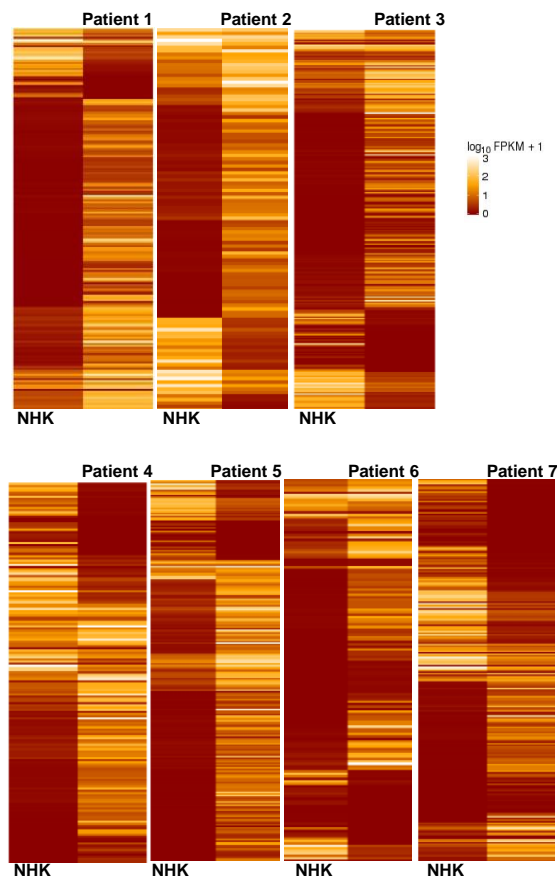 Patient 1 Patient 2 Patient 3
log10 FPKM + 1
3
2
1
0
NHK NHK NHK
Patient 4 Patient 5 Patient 6 Patient 7
NHK NHK NHK NHK